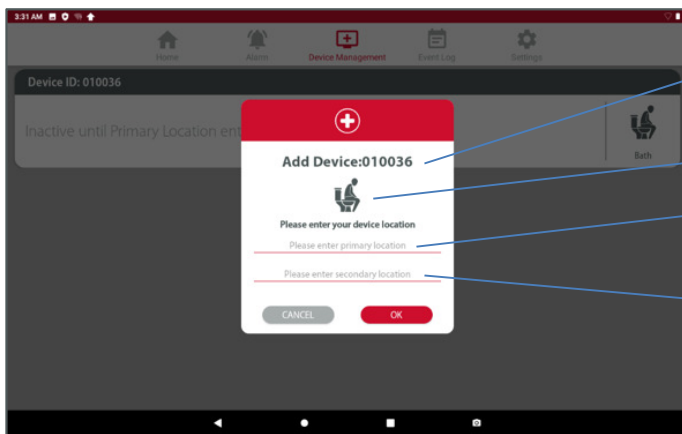 3:31 AM
Home
Alarm
Device Management
Event Log
Settings
Device ID: 010036
Inactive until Primary Location ent
Bath
Add Device:010036
Please enter your device location
Please enter primary location
Please enter secondary location
CANCEL
OK